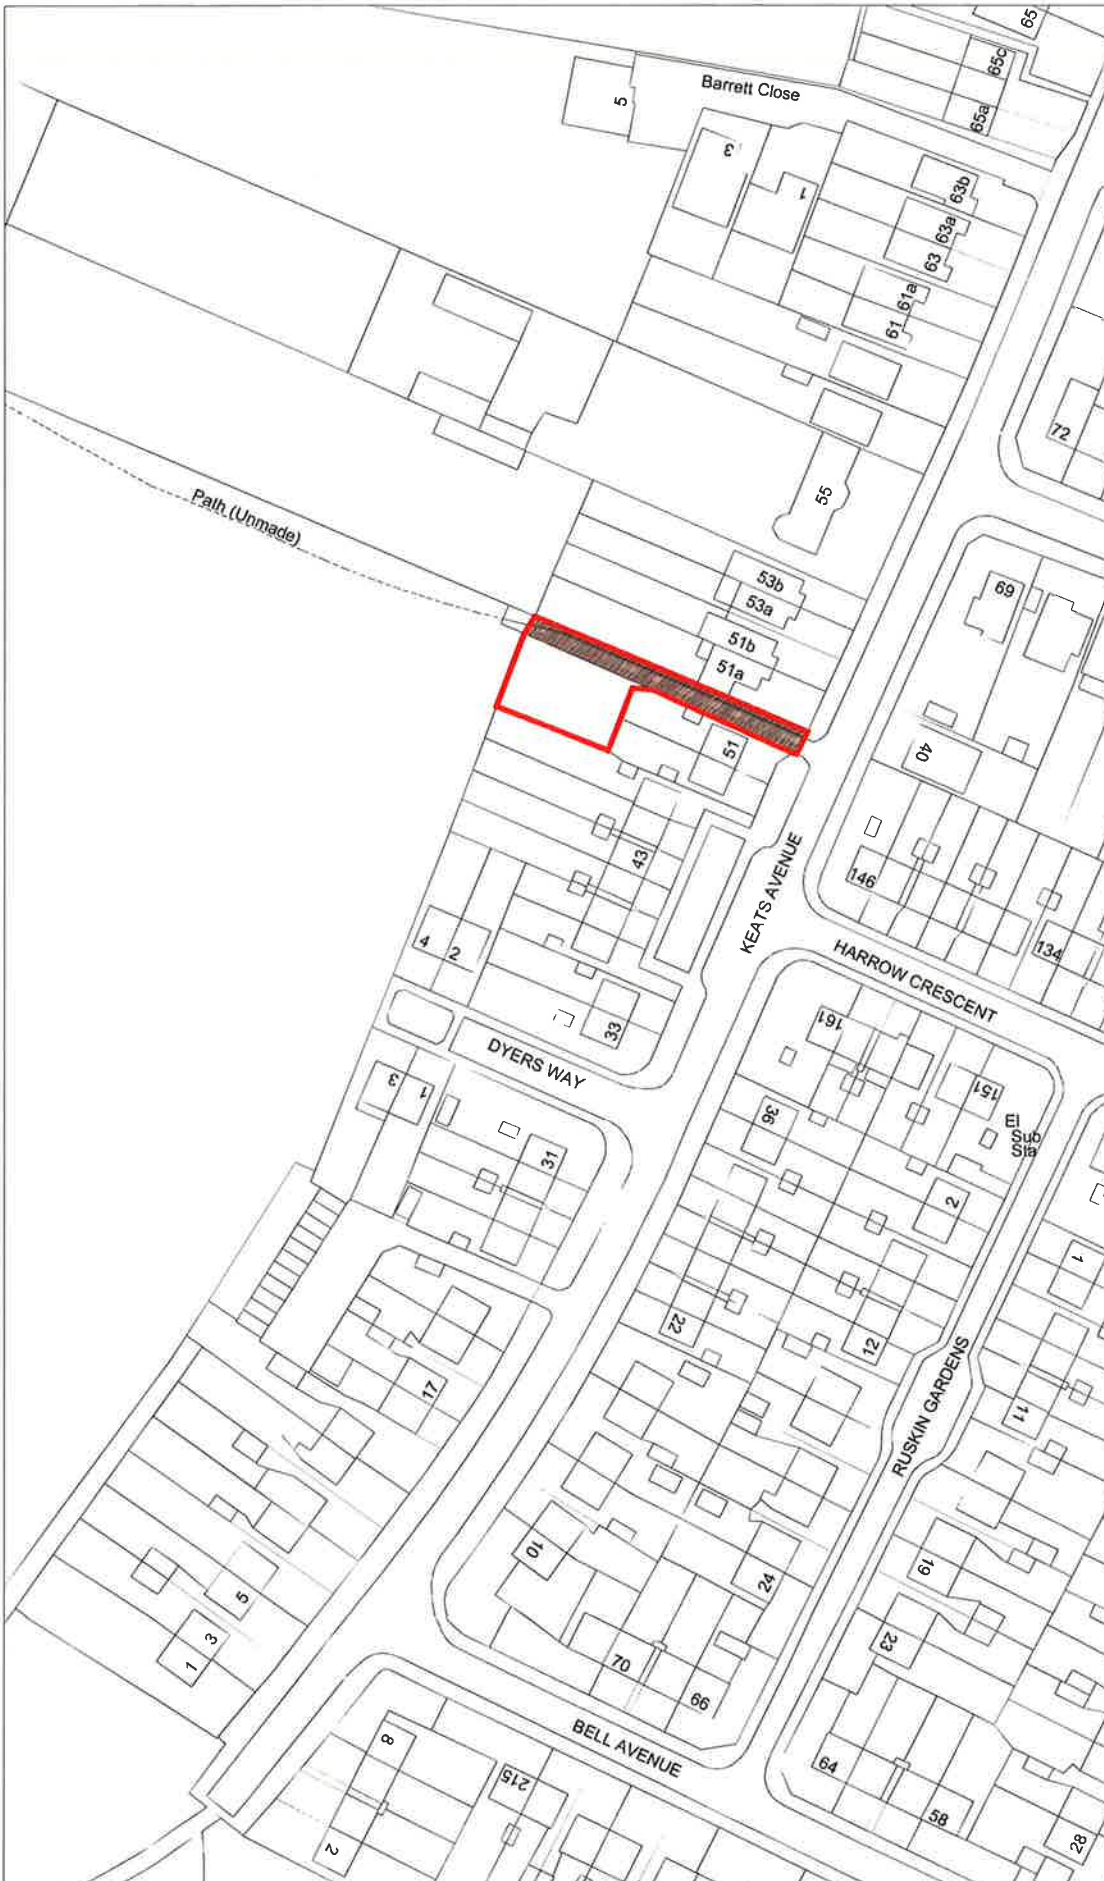 65
65c
65a
Barrett Close
5
3
1
63b
63a
63
61a
61
72
55
Path (Unmade)
53b
53a
51b
51a
69
51
40
43
KEATS AVENUE
146
134
HARROW CRESCENT
4
2
33
DYERS WAY
161
151
El
Sub
Sta
3
1
36
31
2
1
22
12
17
RUSKIN GARDENS
11
10
24
5
19
3
1
23
70
66
BELL AVENUE
8
215
64
58
2
28